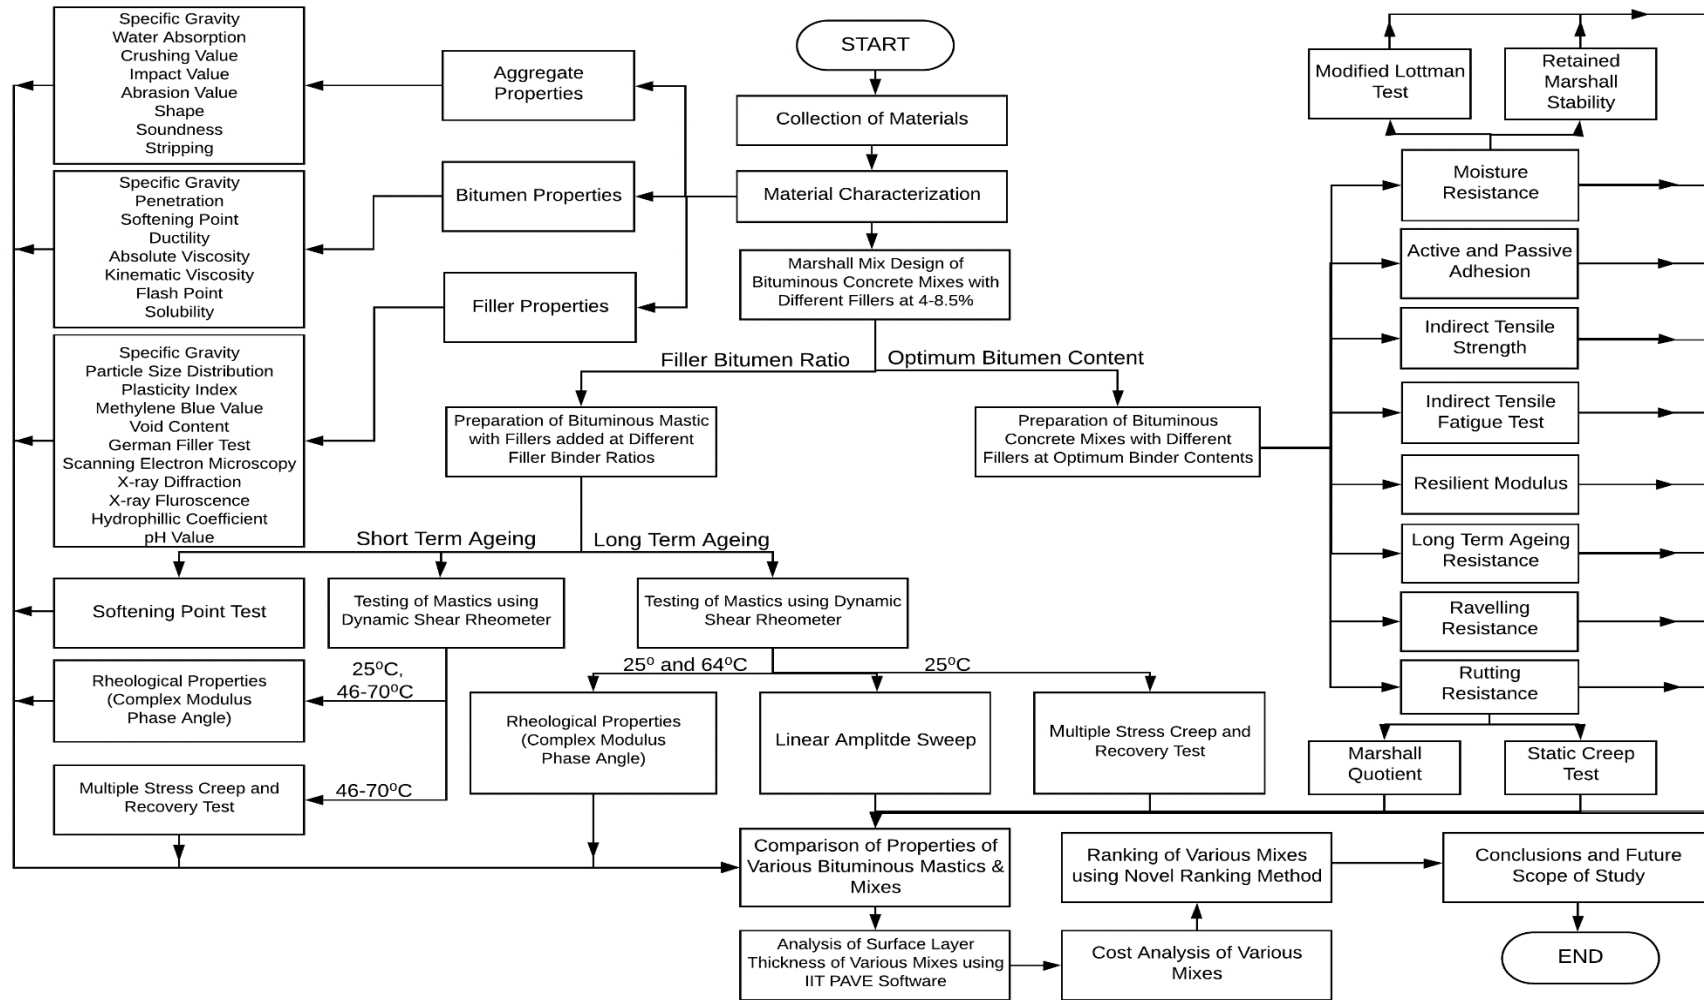 START
Collection of Materials
Material Characterization
Aggregate
Properties
Bitumen Properties
Filler Properties
Specific Gravity
Water Absorption
Crushing Value
Impact Value
Abrasion Value
Shape
Soundness
Stripping
Specific Gravity
Penetration
Softening Point
Ductility
Absolute Viscosity
Kinematic Viscosity
Flash Point
Solubility
Specific Gravity
Particle Size Distribution
Plasticity Index
Methylene Blue Value
Void Content
German Filler Test
Scanning Electron Microscopy
X-ray Diffraction
X-ray Fluroscence
Hydrophillic Coefficient
pH Value
Marshall Mix Design of
Bituminous Concrete Mixes with
Different Fillers at 4-8.5%
Filler Bitumen Ratio
Optimum Bitumen Content
Preparation of Bituminous Mastic
with Fillers added at Different
Filler Binder Ratios
Preparation of Bituminous
Concrete Mixes with Different
Fillers at Optimum Binder Contents
Short Term Ageing
Long Term Ageing
Softening Point Test
Testing of Mastics using
Dynamic Shear Rheometer
Testing of Mastics using Dynamic
Shear Rheometer
25⁰C,
46-70⁰C
Rheological Properties
(Complex Modulus
Phase Angle)
46-70⁰C
Multiple Stress Creep and
Recovery Test
25⁰ and 64⁰C
25⁰C
Rheological Properties
(Complex Modulus
Phase Angle)
Linear Amplitde Sweep
Multiple Stress Creep and
Recovery Test
Modified Lottman
Test
Retained
Marshall
Stability
Moisture
Resistance
Active and Passive
Adhesion
Indirect Tensile
Strength
Indirect Tensile
Fatigue Test
Resilient Modulus
Long Term Ageing
Resistance
Ravelling
Resistance
Rutting
Resistance
Marshall
Quotient
Static Creep
Test
Comparison of Properties of
Various Bituminous Mastics &
Mixes
Analysis of Surface Layer
Thickness of Various Mixes using
IIT PAVE Software
Cost Analysis of Various
Mixes
Ranking of Various Mixes
using Novel Ranking Method
Conclusions and Future
Scope of Study
END